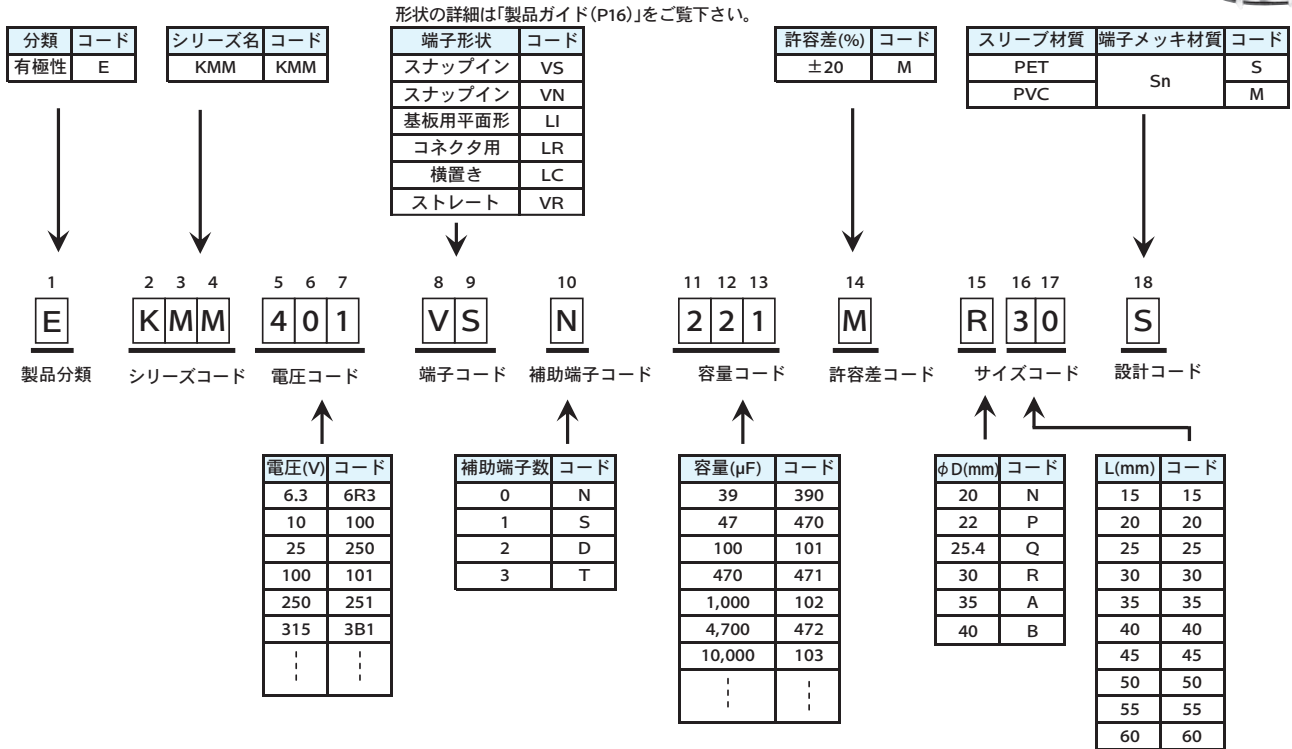 形状の詳細は「製品ガイド(P16)」をご覧下さい。
分類 コード
有極性 E
シリーズ名 コード
KMM KMM
端子形状 コード
スナップイン VS
スナップイン VN
基板用平面形 LI
コネクタ用 LR
横置き LC
ストレート VR
許容差(%) コード
±20 M
スリーブ材質 端子メッキ材質 コード
PET Sn S
PVC M
1 2 3 4 5 6 7 8 9 10 11 12 13 14 15 16 17 18
E K M M 4 0 1 V S N 2 2 1 M R 3 0 S
製品分類 シリーズコード 電圧コード 端子コード 補助端子コード 容量コード 許容差コード サイズコード 設計コード
電圧(V) コード
6.3 6R3
10 100
25 250
100 101
250 251
315 3B1
補助端子数 コード
0 N
1 S
2 D
3 T
容量(μF) コード
39 390
47 470
100 101
470 471
1,000 102
4,700 472
10,000 103
φD(mm) コード
20 N
22 P
25.4 Q
30 R
35 A
40 B
L(mm) コード
15 15
20 20
25 25
30 30
35 35
40 40
45 45
50 50
55 55
60 60